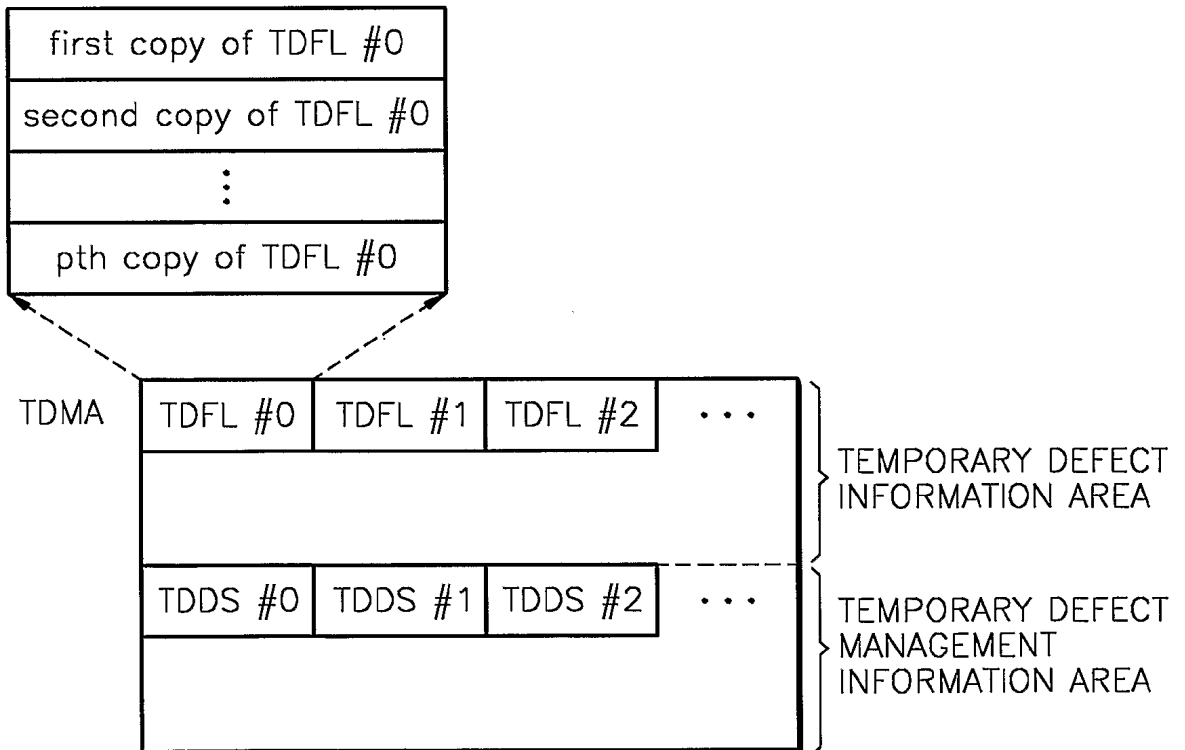 first copy of TDFL #0
second copy of TDFL #0
⋮
pth copy of TDFL #0
TDMA
TDFL #0
TDFL #1
TDFL #2
...
TEMPORARY DEFECT
INFORMATION AREA
TDDS #0
TDDS #1
TDDS #2
...
TEMPORARY DEFECT
MANAGEMENT
INFORMATION AREA